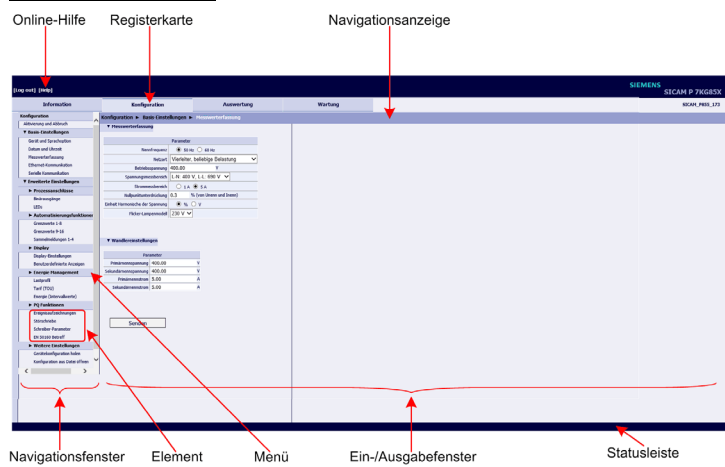 Online-Hilfe Registerkarte Navigationsanzeige
SIEMENS
[Log out] [Help]
SICAM P 7KG85X
Information Konfiguration Auswertung Wartung
SICAM_P855_173
Konfiguration
Aktivierung und Abbruch
▼ Basis-Einstellungen
Gerät und Sprachoption
Datum und Uhrzeit
Messwerterfassung
Ethernet-Kommunikation
Serielle Kommunikation
▼ Erweiterte Einstellungen
► Prozessanschlüsse
Binärausgänge
LEDs
► Automatisierungsfunktionen
Grenzwerte 1-8
Grenzwerte 9-16
Sammelmeldungen 1-4
► Display
Display-Einstellungen
Benutzerdefinierte Anzeigen
► Energie Management
Lastprofil
Tarif (TOU)
Energie (Intervallwerte)
► PQ Funktionen
Ereignisaufzeichnungen
Störschriebe
Schreiber-Parameter
EN 50160 Betreff
► Weitere Einstellungen
Gerätekonfiguration holen
Konfiguration aus Datei öffnen
Konfiguration ► Basis-Einstellungen ► Messwerterfassung
▼ Messwerterfassung
Parameter
Nennfrequenz 50 Hz 60 Hz
Netzart Vierleiter, beliebige Belastung
Betriebsspannung 400.00 V
Spannungsmessbereich L-N: 400 V, L-L: 690 V
Strommessbereich 1 A 5 A
Nullpunktunterdrückung 0.3 % (von Unenn und Inenn)
Einheit Harmonische der Spannung % V
Flicker-Lampenmodell 230 V
▼ Wandlereinstellungen
Parameter
Primärnennspannung 400.00 V
Sekundärnennspannung 400.00 V
Primärnennstrom 5.00 A
Sekundärnennstrom 5.00 A
Senden
Navigationsfenster Element Menü Ein-/Ausgabefenster Statusleiste